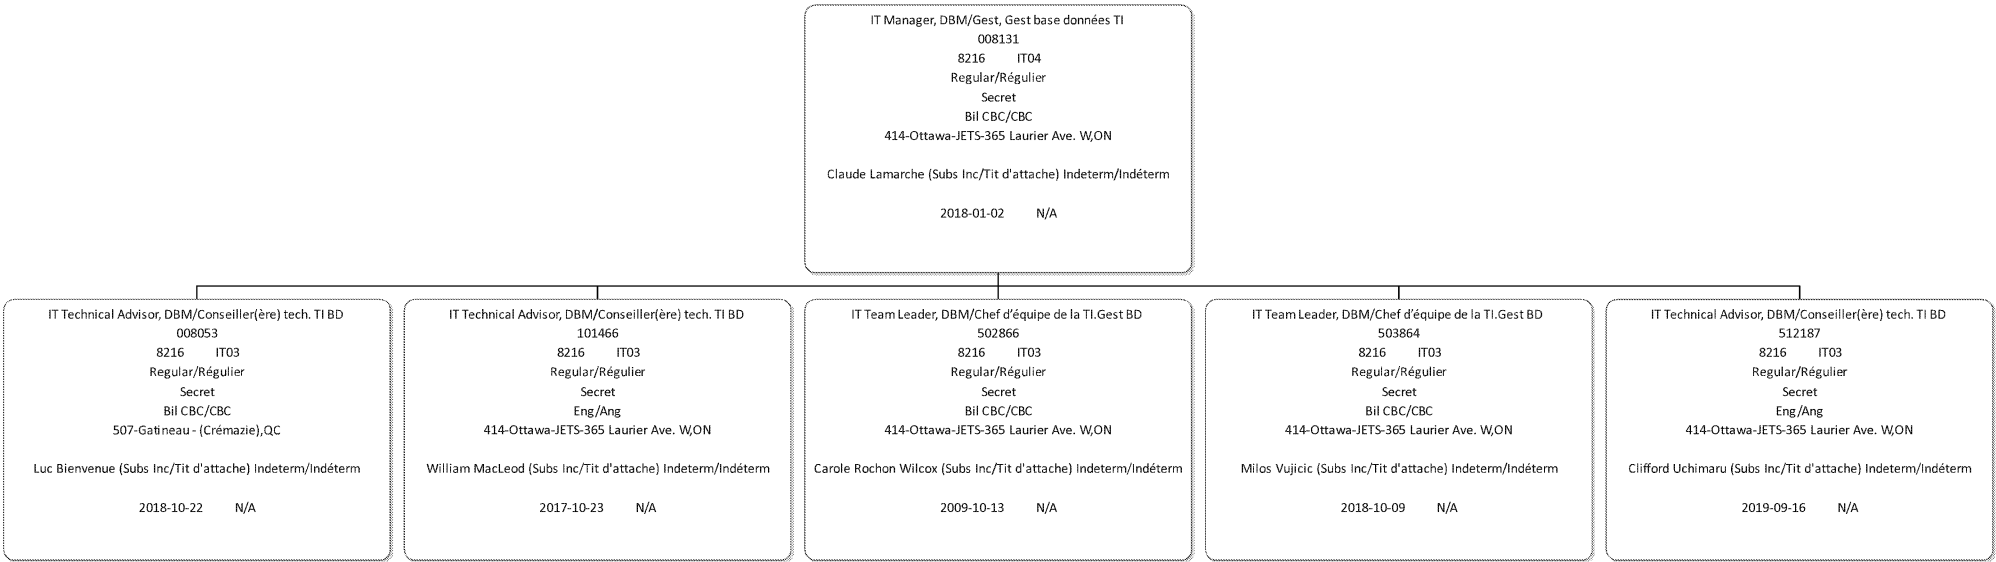 IT Manager, DBM/Gest, Gest base données TI
008131
8216 IT04
Regular/Régulier
Secret
Bil CBC/CBC
414-Ottawa-JETS-365 Laurier Ave. W,ON
Claude Lamarche (Subs Inc/Tit d'attache) Indeterm/Indéterm
2018-01-02 N/A
IT Technical Advisor, DBM/Conseiller(ère) tech. TI BD
008053
8216 IT03
Regular/Régulier
Secret
Bil CBC/CBC
507-Gatineau - (Crémazie),QC
Luc Bienvenue (Subs Inc/Tit d'attache) Indeterm/Indéterm
2018-10-22 N/A
IT Technical Advisor, DBM/Conseiller(ère) tech. TI BD
101466
8216 IT03
Regular/Régulier
Secret
Eng/Ang
414-Ottawa-JETS-365 Laurier Ave. W,ON
William MacLeod (Subs Inc/Tit d'attache) Indeterm/Indéterm
2017-10-23 N/A
IT Team Leader, DBM/Chef d’équipe de la TI.Gest BD
502866
8216 IT03
Regular/Régulier
Secret
Bil CBC/CBC
414-Ottawa-JETS-365 Laurier Ave. W,ON
Carole Rochon Wilcox (Subs Inc/Tit d'attache) Indeterm/Indéterm
2009-10-13 N/A
IT Team Leader, DBM/Chef d’équipe de la TI.Gest BD
503864
8216 IT03
Regular/Régulier
Secret
Bil CBC/CBC
414-Ottawa-JETS-365 Laurier Ave. W,ON
Milos Vujicic (Subs Inc/Tit d'attache) Indeterm/Indéterm
2018-10-09 N/A
IT Technical Advisor, DBM/Conseiller(ère) tech. TI BD
512187
8216 IT03
Regular/Régulier
Secret
Eng/Ang
414-Ottawa-JETS-365 Laurier Ave. W,ON
Clifford Uchimaru (Subs Inc/Tit d'attache) Indeterm/Indéterm
2019-09-16 N/A